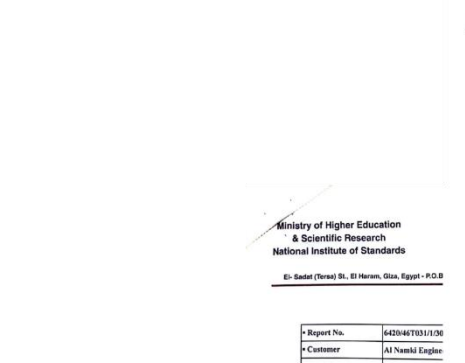 Ministry of Higher Education
& Scientific Research
National Institute of Standards
El- Sadat (Tersa) St., El Haram, Giza, Egypt - P.O.B
• Report No. 6420/46T031/1/30
• Customer Al Namki Engine